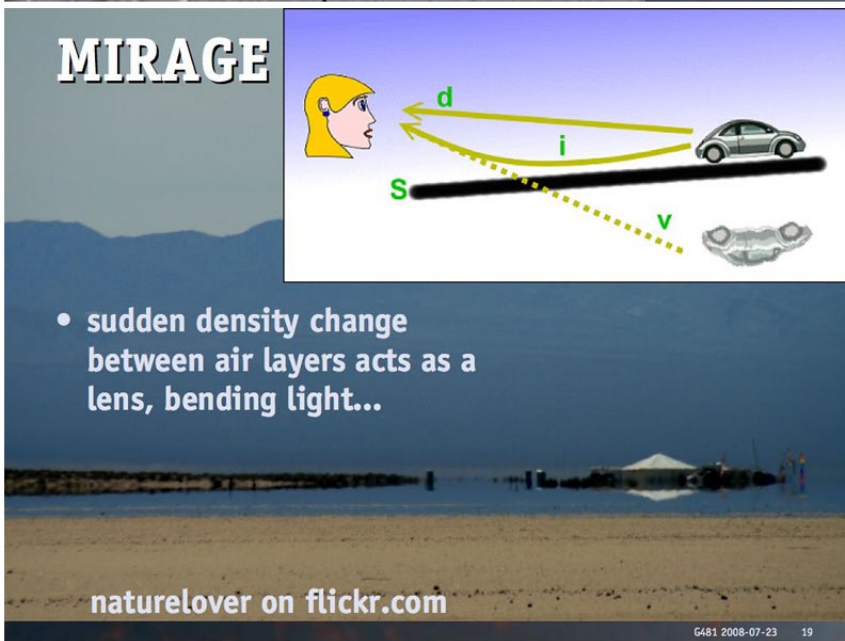 MIRAGE
d
i
S
v
• sudden density change
between air layers acts as a
lens, bending light...
naturelover on flickr.com
G481 2008-07-23 19